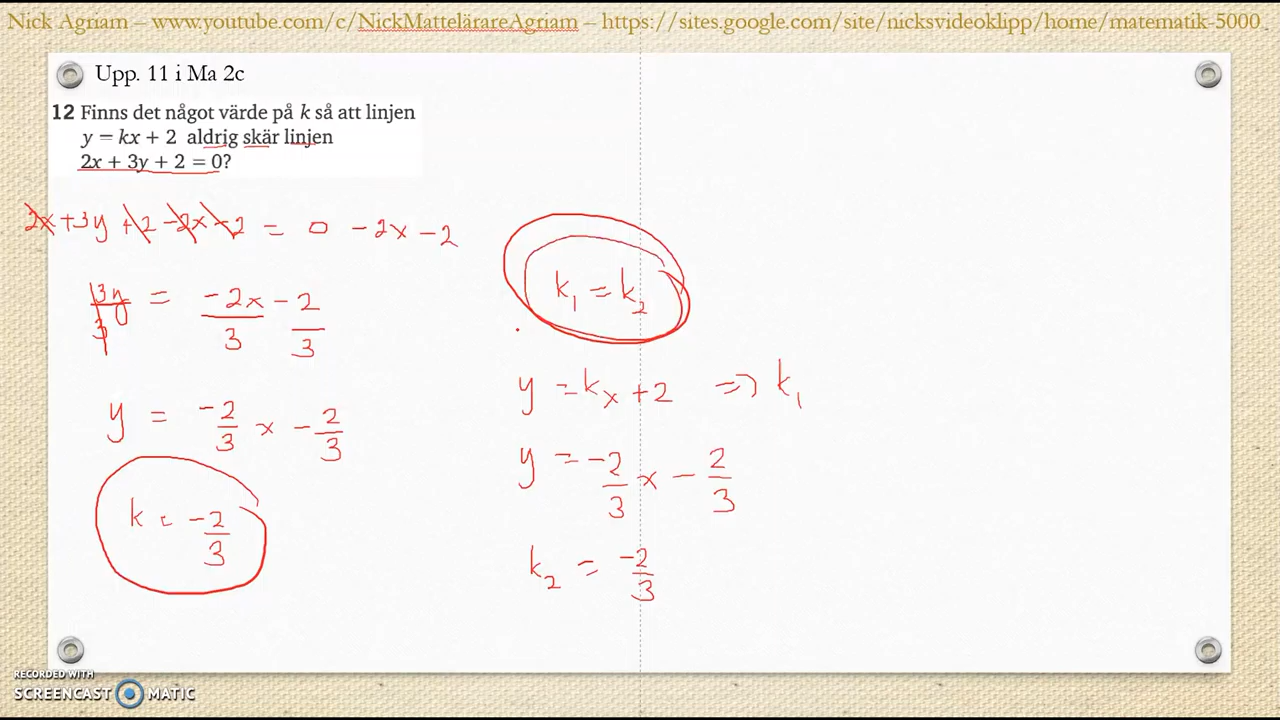 Nick Agriam – www.youtube.com/c/NickMattelärareAgriam – https://sites.google.com/site/nicksvideoklipp/home/matematik-5000
Upp. 11 i Ma 2c
12 Finns det något värde på k så att linjen
y = kx + 2 aldrig skär linjen
2x + 3y + 2 = 0?
2x + 3y + 2 - 2x - 2 = 0 - 2x - 2
3y/3 = -2x/3 - 2/3
y = -2/3 x - 2/3
k = -2/3
k₁ = k₂
y = kx + 2 => k₁
y = -2/3 x - 2/3
k₂ = -2/3
RECORDED WITH
SCREENCAST MATIC